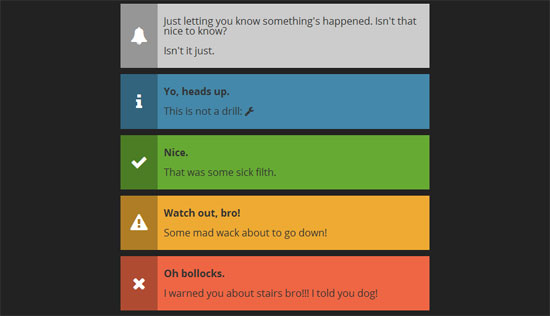 Just letting you know something's happened. Isn't that
nice to know?
Isn't it just.
Yo, heads up.
This is not a drill:
Nice.
That was some sick filth.
Watch out, bro!
Some mad wack about to go down!
Oh bollocks.
I warned you about stairs bro!!! I told you dog!